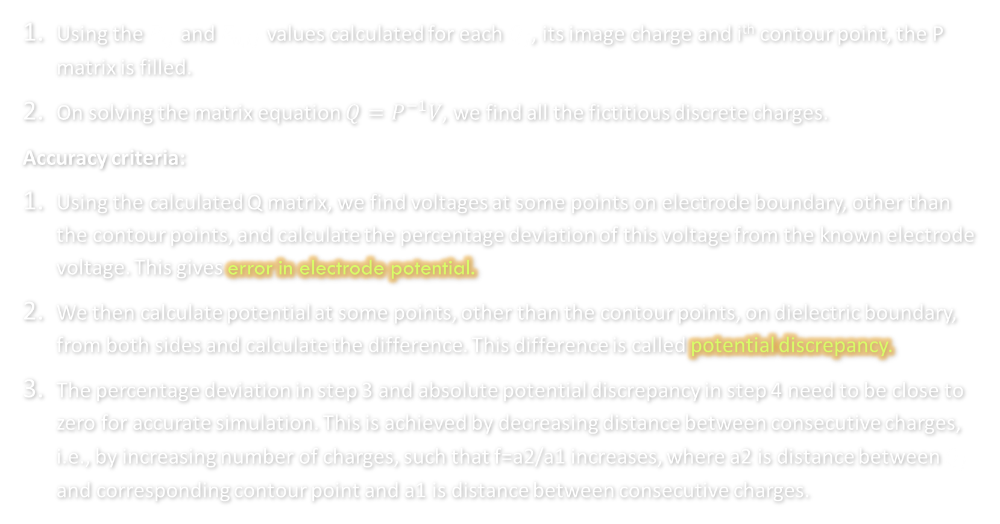 1. Using the and values calculated for each , its image charge and iᵗʰ contour point, the P
matrix is filled.
2. On solving the matrix equation Q = P⁻¹V, we find all the fictitious discrete charges.
Accuracy criteria:
1. Using the calculated Q matrix, we find voltages at some points on electrode boundary, other than
the contour points, and calculate the percentage deviation of this voltage from the known electrode
voltage. This gives error in electrode potential.
2. We then calculate potential at some points, other than the contour points, on dielectric boundary,
from both sides and calculate the difference. This difference is called potential discrepancy.
3. The percentage deviation in step 3 and absolute potential discrepancy in step 4 need to be close to
zero for accurate simulation. This is achieved by decreasing distance between consecutive charges,
i.e., by increasing number of charges, such that f=a2/a1 increases, where a2 is distance between
and corresponding contour point and a1 is distance between consecutive charges.